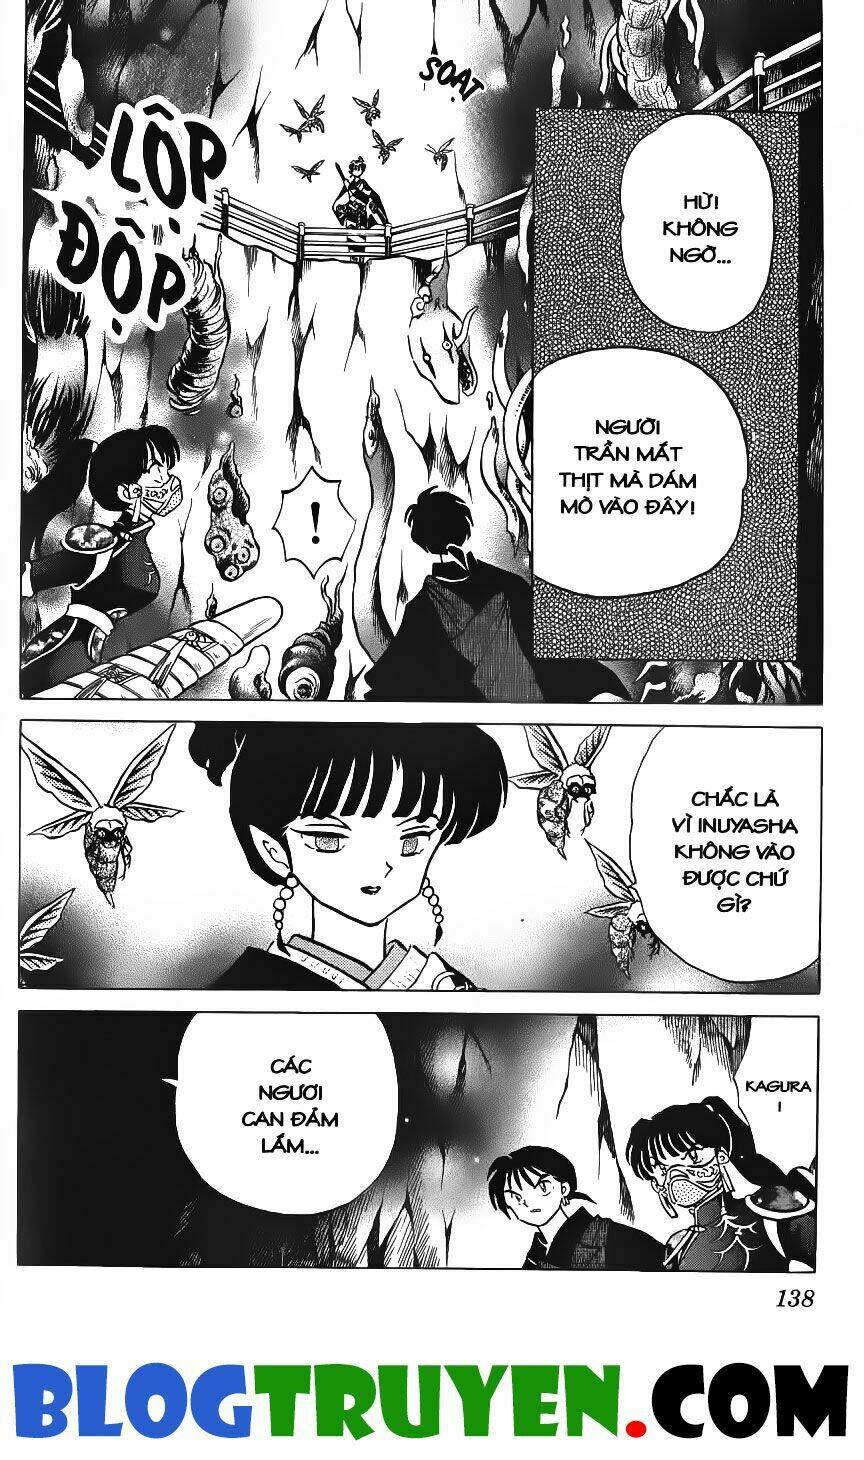 SOẠT
LỘP
ĐỘP
HỪ!
KHÔNG
NGỜ...
NGƯỜI
TRẦN MẮT
THỊT MÀ DÁM
MÒ VÀO ĐÂY!
!
CHẮC LÀ
VÌ INUYASHA
KHÔNG VÀO
ĐƯỢC CHỨ
GÌ?
CÁC
NGƯƠI
CAN ĐẢM
LẮM...
KAGURA
!
138
BLOGTRUYEN.COM